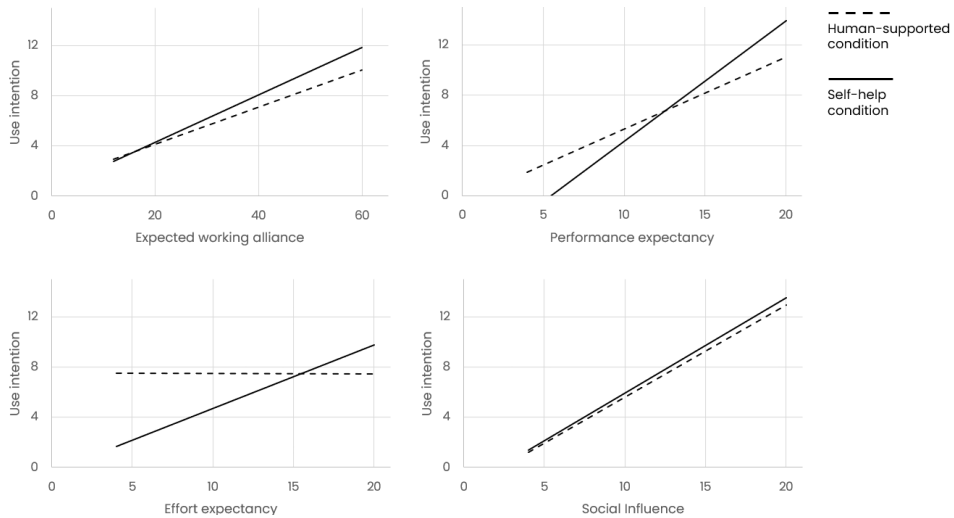 12
8
4
0
Use intention
0
20
40
60
Expected working alliance
12
8
4
0
Use intention
0
5
10
15
20
Performance expectancy
Human-supported
condition
Self-help
condition
12
8
4
0
Use intention
0
5
10
15
20
Effort expectancy
12
8
4
0
Use intention
0
5
10
15
20
Social Influence